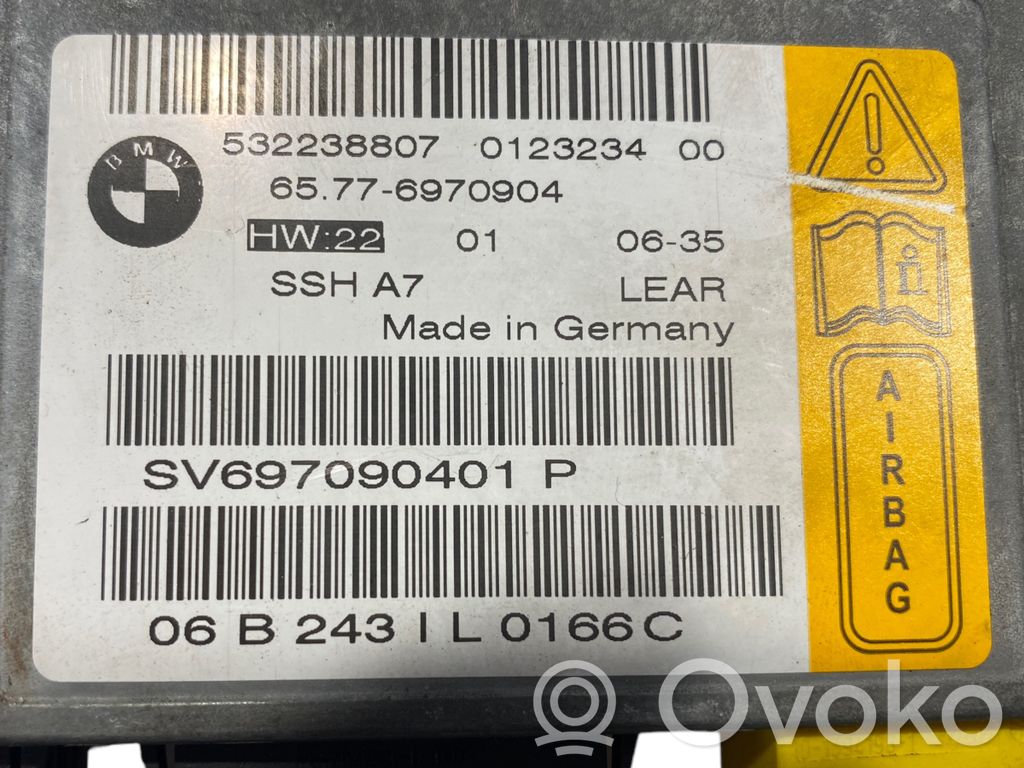 532238807 0123234 00
BMW
65.77-6970904
HW:22 01 06-35
SSH A7 LEAR
Made in Germany
SV697090401 P
06 B 243 I L 0166C
i
AIRBAG
Ovoko